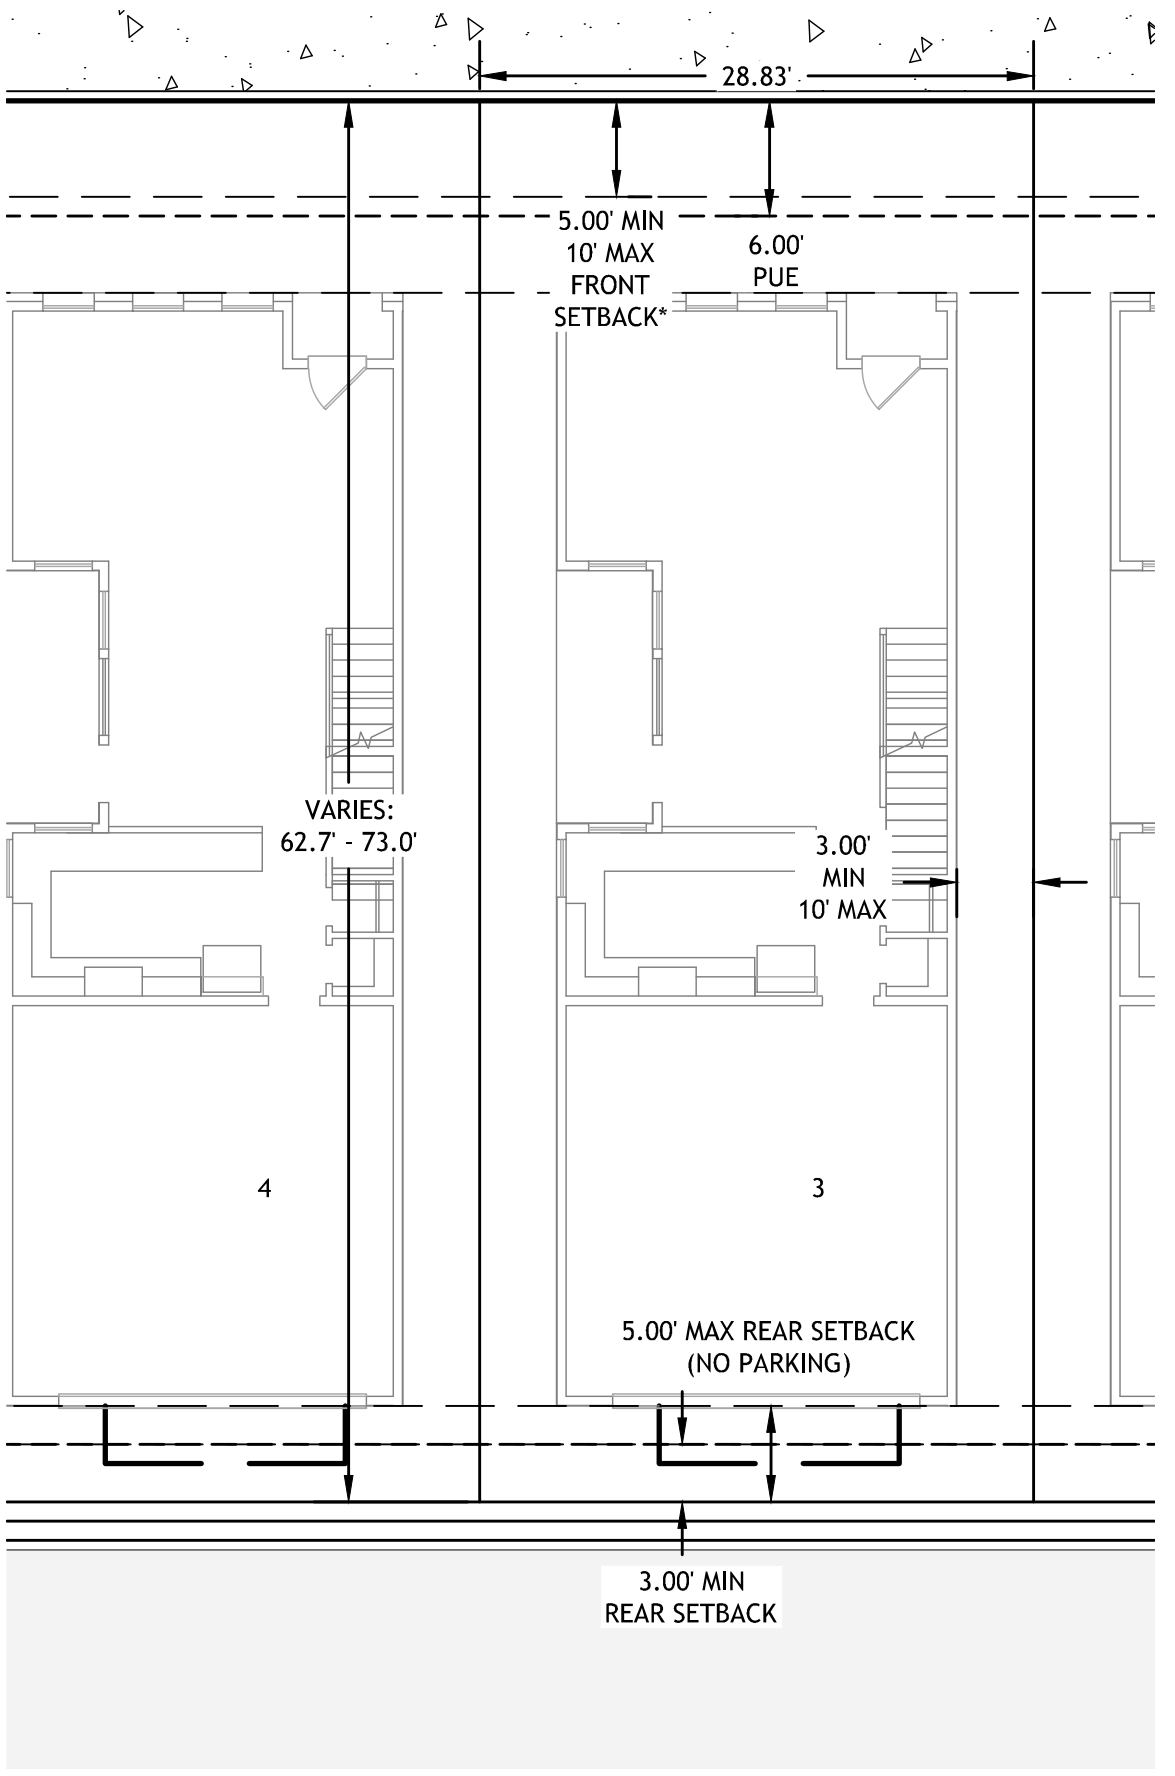 28.83'
5.00' MIN
10' MAX
FRONT
SETBACK*
6.00'
PUE
VARIES:
62.7' - 73.0'
3.00'
MIN
10' MAX
4
3
5.00' MAX REAR SETBACK
(NO PARKING)
3.00' MIN
REAR SETBACK